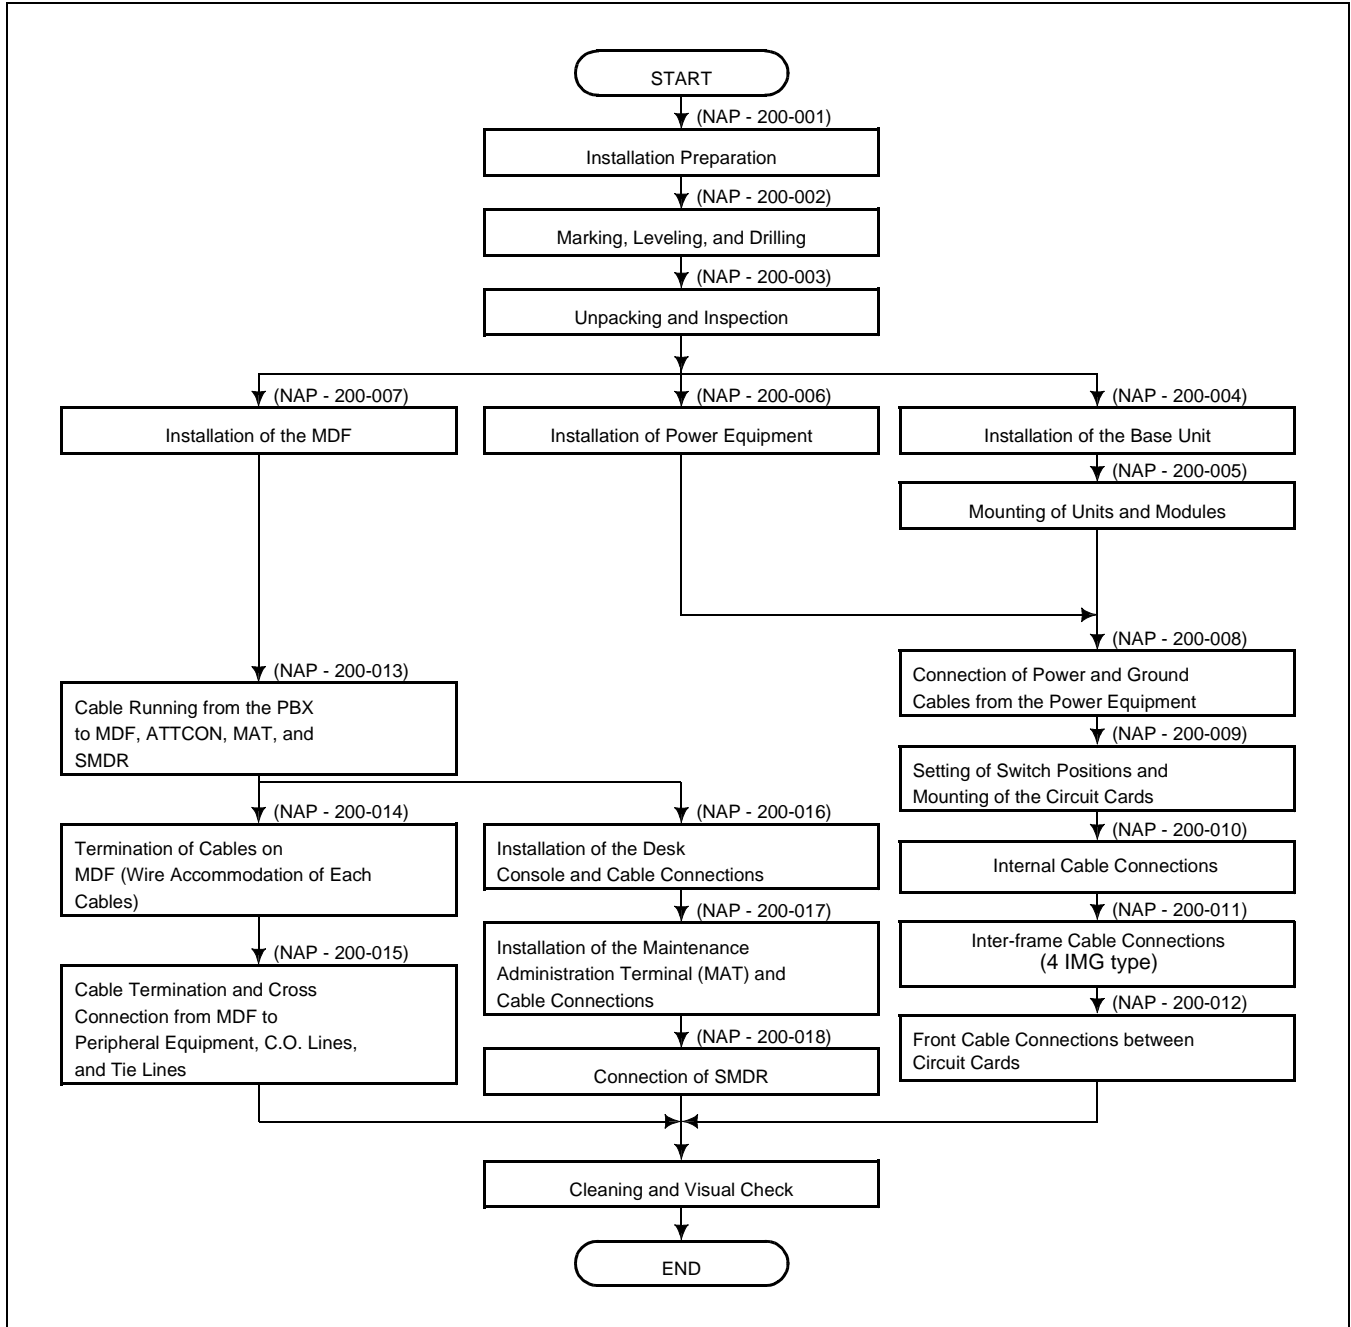 START
(NAP - 200-001)
Installation Preparation
(NAP - 200-002)
Marking, Leveling, and Drilling
(NAP - 200-003)
Unpacking and Inspection
(NAP - 200-007)
Installation of the MDF
(NAP - 200-006)
Installation of Power Equipment
(NAP - 200-004)
Installation of the Base Unit
(NAP - 200-005)
Mounting of Units and Modules
(NAP - 200-008)
Connection of Power and Ground
Cables from the Power Equipment
(NAP - 200-013)
Cable Running from the PBX
to MDF, ATTCON, MAT, and
SMDR
(NAP - 200-009)
Setting of Switch Positions and
Mounting of the Circuit Cards
(NAP - 200-014)
Termination of Cables on
MDF (Wire Accommodation of Each
Cables)
(NAP - 200-016)
Installation of the Desk
Console and Cable Connections
(NAP - 200-010)
Internal Cable Connections
(NAP - 200-015)
Cable Termination and Cross
Connection from MDF to
Peripheral Equipment, C.O. Lines,
and Tie Lines
(NAP - 200-017)
Installation of the Maintenance
Administration Terminal (MAT) and
Cable Connections
(NAP - 200-011)
Inter-frame Cable Connections
(4 IMG type)
(NAP - 200-018)
Connection of SMDR
(NAP - 200-012)
Front Cable Connections between
Circuit Cards
Cleaning and Visual Check
END